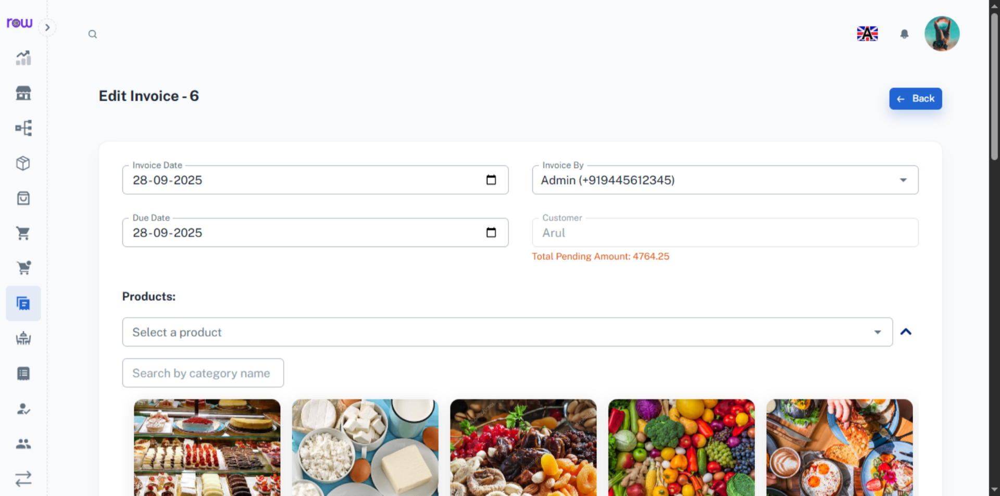 row
A
Edit Invoice - 6
Back
Invoice Date
28-09-2025
Invoice By
Admin (+919445612345)
Due Date
28-09-2025
Customer
Arul
Total Pending Amount: 4764.25
Products:
Select a product
Search by category name